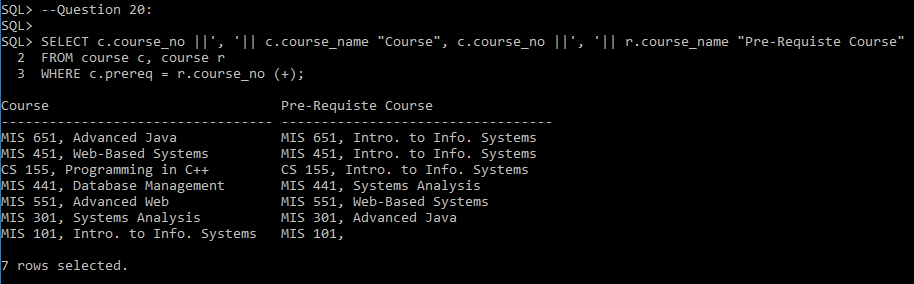 SQL> --Question 20:
SQL>
SQL> SELECT c.course_no ||', '|| c.course_name "Course", c.course_no ||', '|| r.course_name "Pre-Requiste Course"
  2  FROM course c, course r
  3  WHERE c.prereq = r.course_no (+);
Course                             Pre-Requiste Course
---------------------------------- ----------------------------------
MIS 651, Advanced Java             MIS 651, Intro. to Info. Systems
MIS 451, Web-Based Systems         MIS 451, Intro. to Info. Systems
CS 155, Programming in C++         CS 155, Intro. to Info. Systems
MIS 441, Database Management       MIS 441, Systems Analysis
MIS 551, Advanced Web              MIS 551, Web-Based Systems
MIS 301, Systems Analysis          MIS 301, Advanced Java
MIS 101, Intro. to Info. Systems   MIS 101,
7 rows selected.